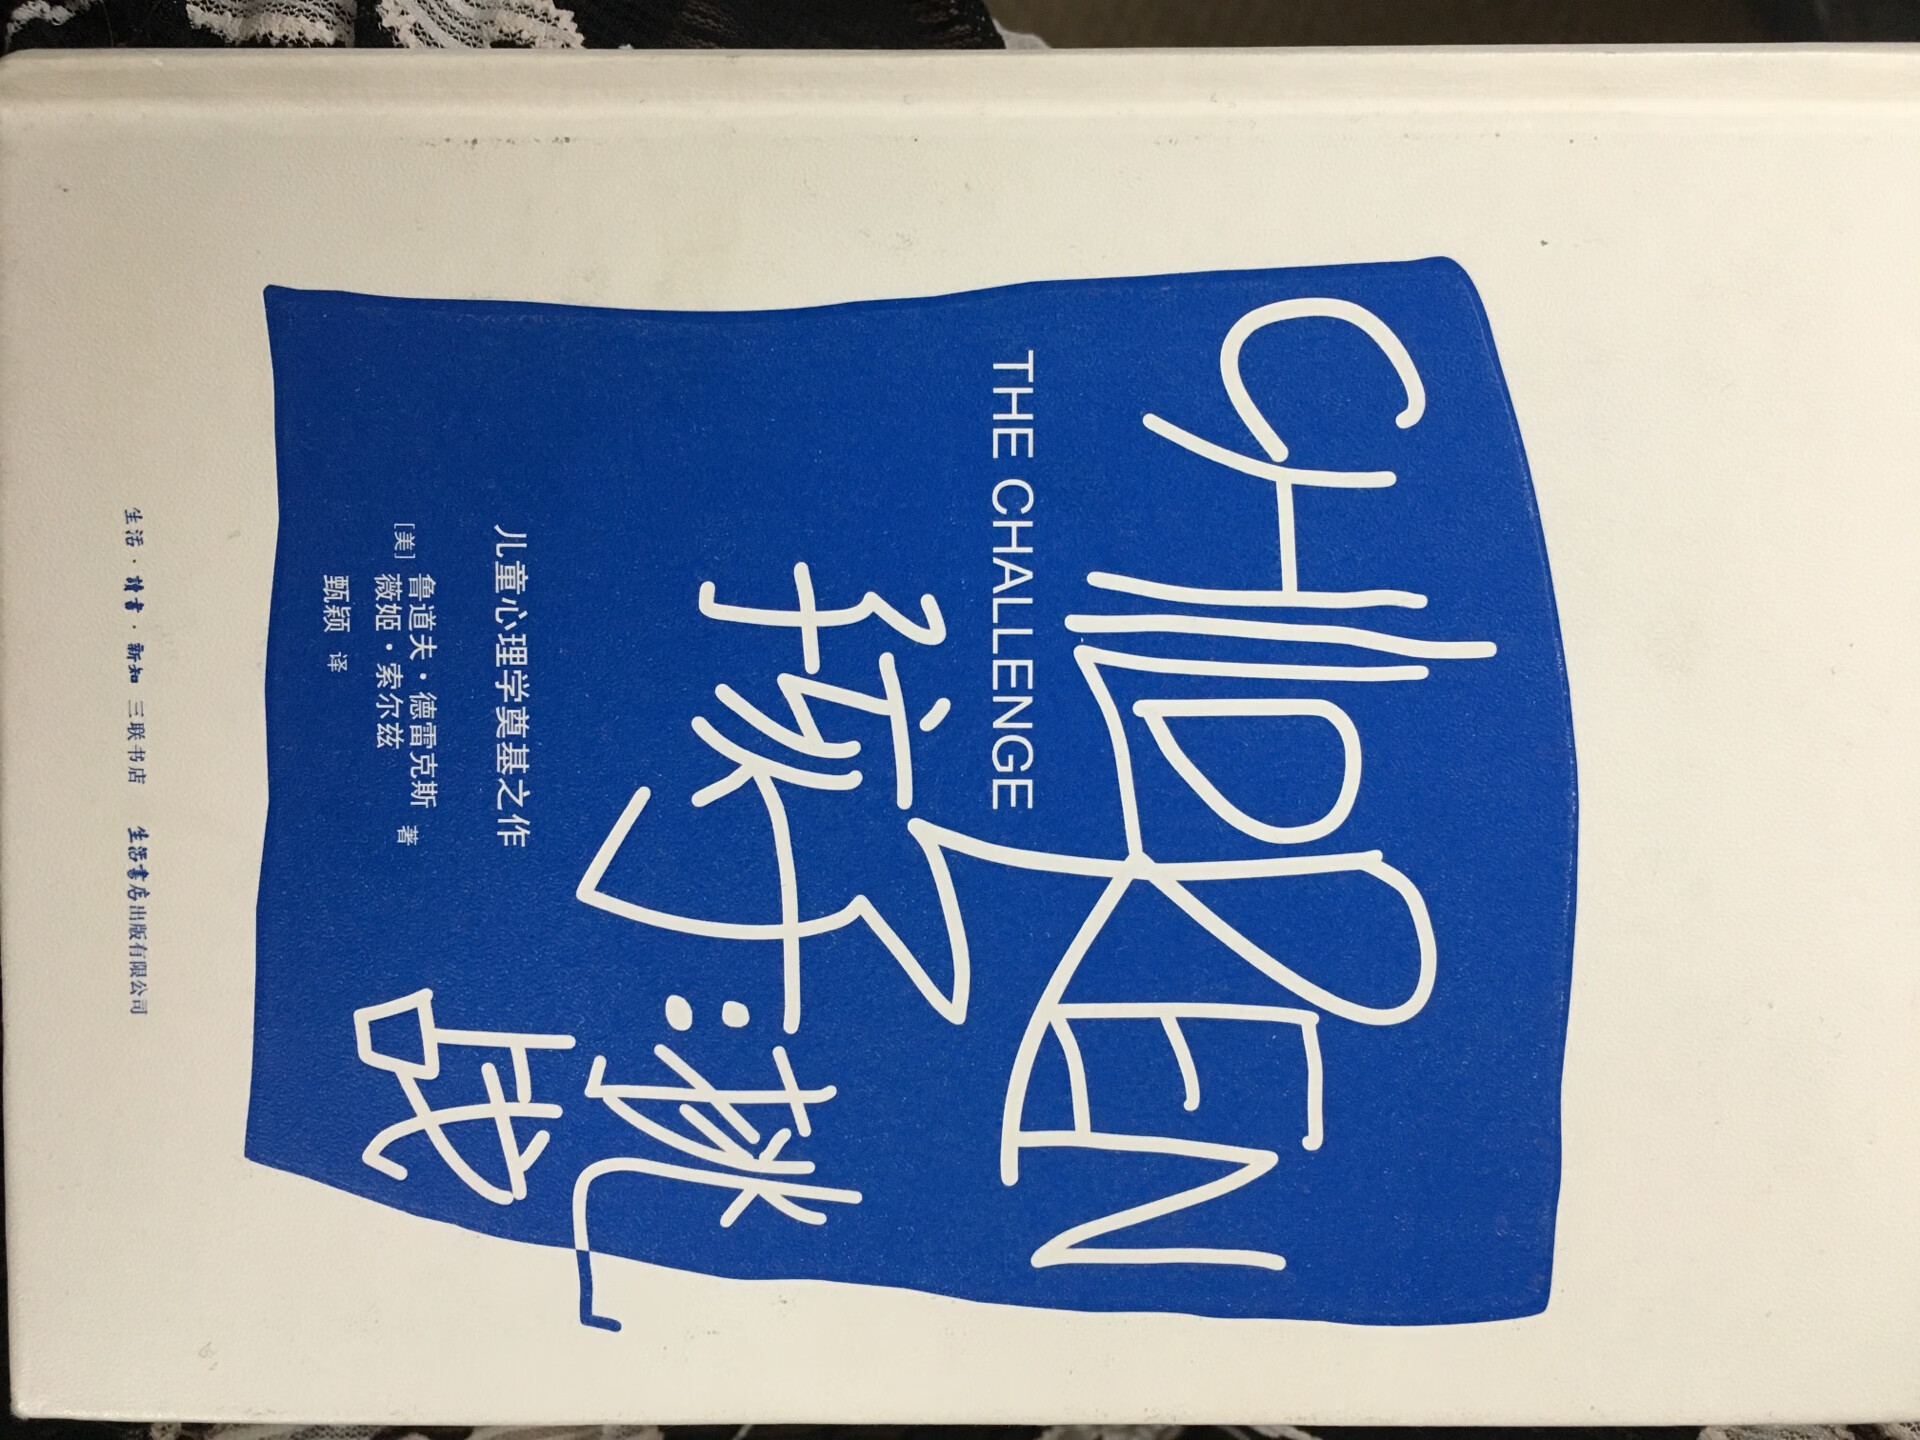 CHILDREN
THE CHALLENGE
孩子：挑战
儿童心理学奠基之作
[美] 鲁道夫·德雷克斯 著
薇姬·索尔兹
甄颖 译
生活·讀書·新知 三联书店 生活書店出版有限公司